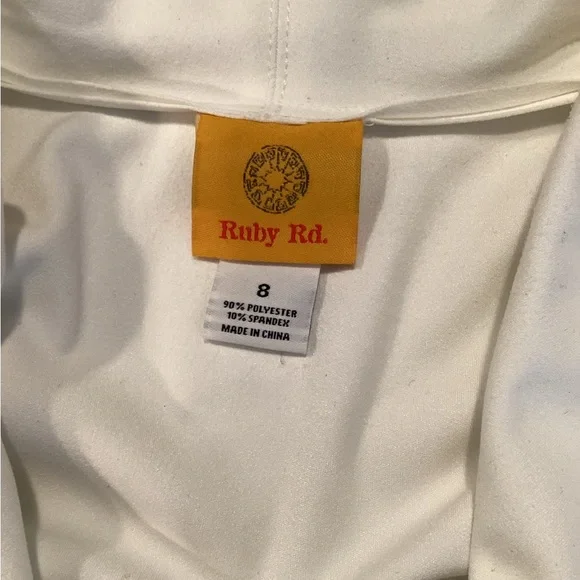 Ruby Rd.
8
90% POLYESTER
10% SPANDEX
MADE IN CHINA